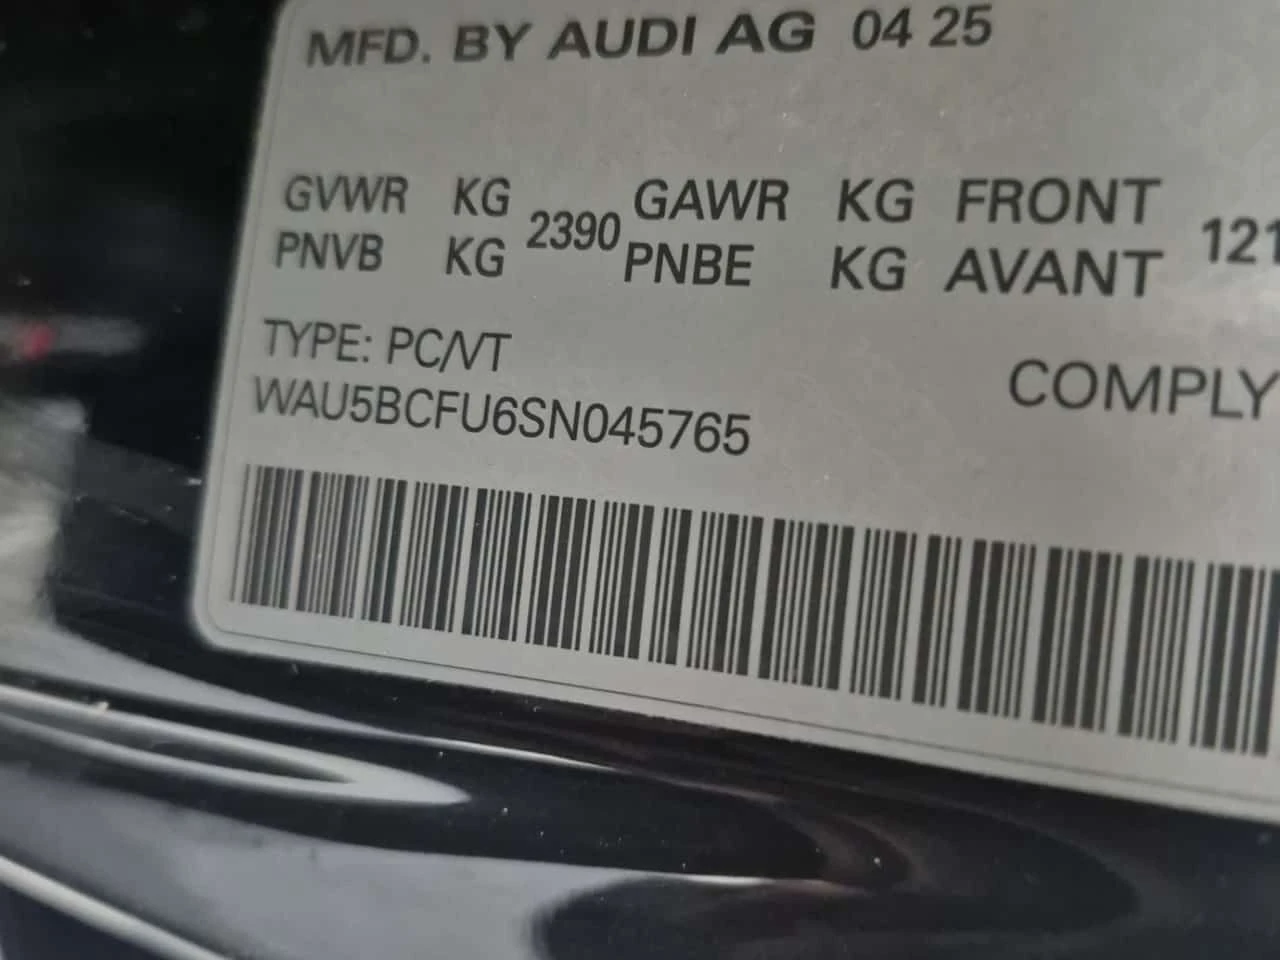 MFD. BY AUDI AG 04 25
GVWR KG 2390 GAWR KG FRONT 121
PNVB KG PNBE KG AVANT
TYPE: PC/VT
COMPLY
WAU5BCFU6SN045765